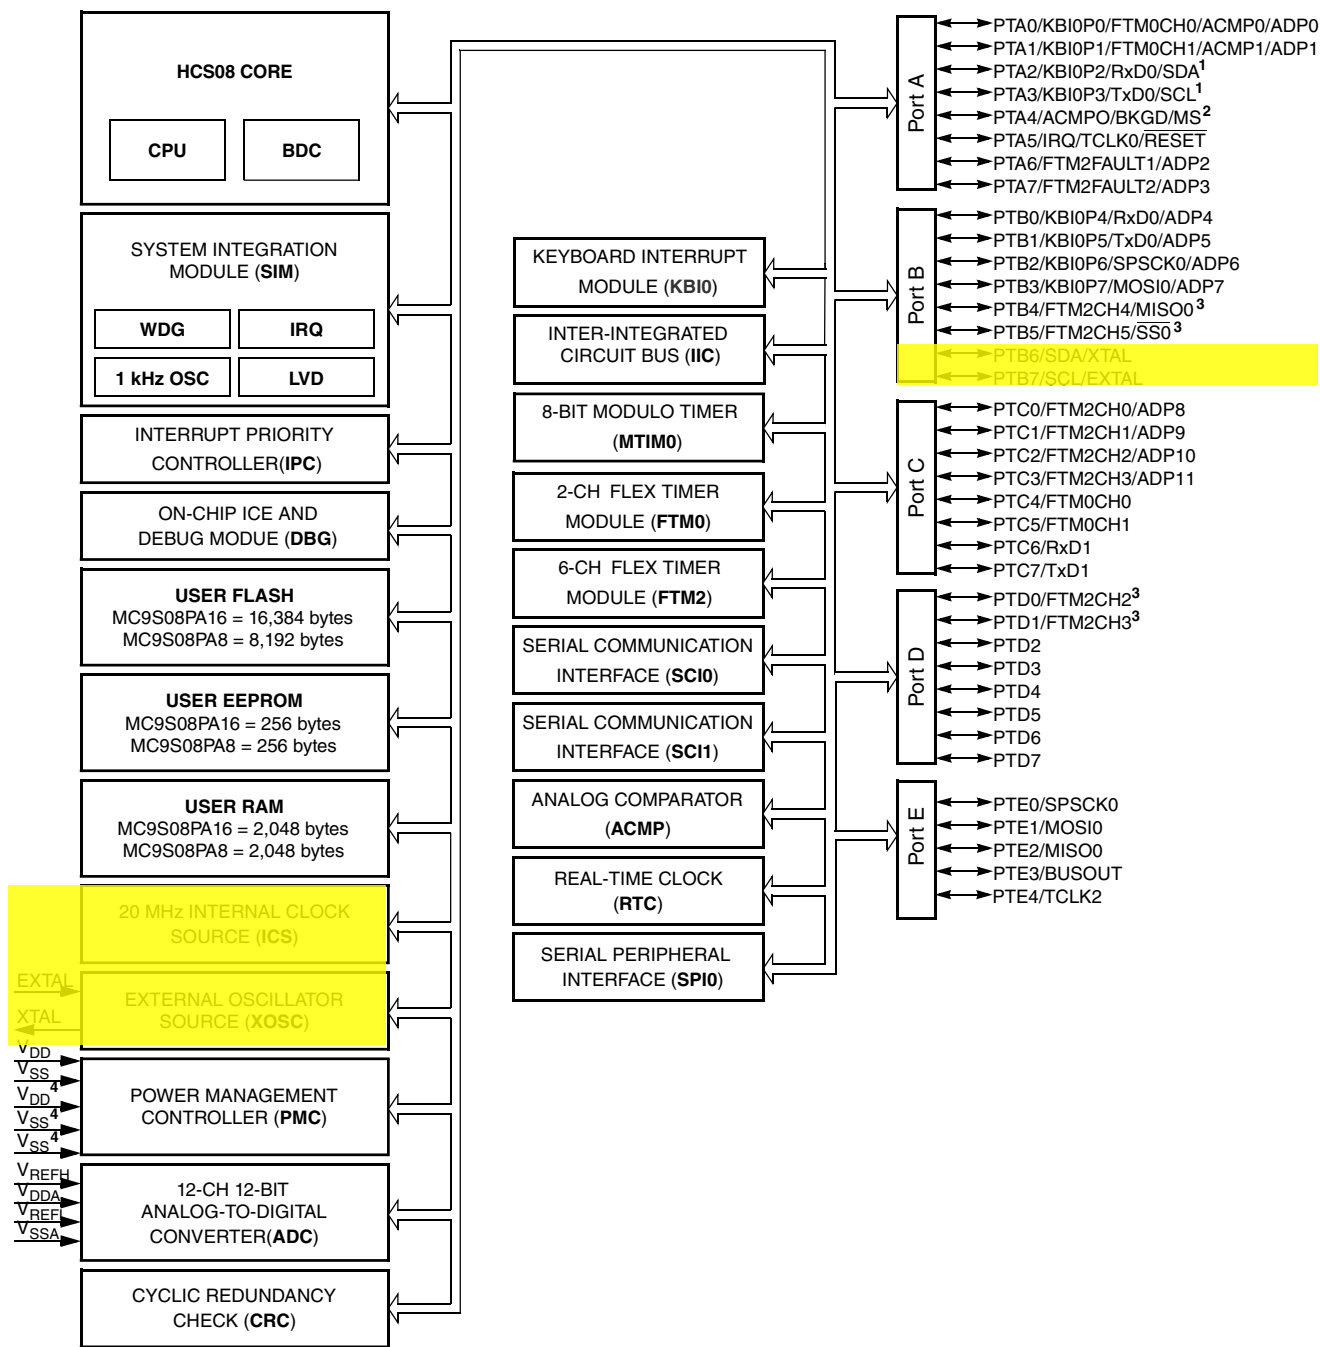 HCS08 CORE
CPU
BDC
SYSTEM INTEGRATION
MODULE (SIM)
WDG
IRQ
1 kHz OSC
LVD
INTERRUPT PRIORITY
CONTROLLER(IPC)
ON-CHIP ICE AND
DEBUG MODUE (DBG)
USER FLASH
MC9S08PA16 = 16,384 bytes
MC9S08PA8 = 8,192 bytes
USER EEPROM
MC9S08PA16 = 256 bytes
MC9S08PA8 = 256 bytes
USER RAM
MC9S08PA16 = 2,048 bytes
MC9S08PA8 = 2,048 bytes
20 MHz INTERNAL CLOCK
SOURCE (ICS)
EXTAL
XTAL
EXTERNAL OSCILLATOR
SOURCE (XOSC)
VDD
VSS
VDD4
VSS4
VSS4
POWER MANAGEMENT
CONTROLLER (PMC)
VREFH
VDDA
VREFL
VSSA
12-CH 12-BIT
ANALOG-TO-DIGITAL
CONVERTER(ADC)
CYCLIC REDUNDANCY
CHECK (CRC)
KEYBOARD INTERRUPT
MODULE (KBI0)
INTER-INTEGRATED
CIRCUIT BUS (IIC)
8-BIT MODULO TIMER
(MTIM0)
2-CH FLEX TIMER
MODULE (FTM0)
6-CH FLEX TIMER
MODULE (FTM2)
SERIAL COMMUNICATION
INTERFACE (SCI0)
SERIAL COMMUNICATION
INTERFACE (SCI1)
ANALOG COMPARATOR
(ACMP)
REAL-TIME CLOCK
(RTC)
SERIAL PERIPHERAL
INTERFACE (SPI0)
Port A
PTA0/KBI0P0/FTM0CH0/ACMP0/ADP0
PTA1/KBI0P1/FTM0CH1/ACMP1/ADP1
PTA2/KBI0P2/RxD0/SDA1
PTA3/KBI0P3/TxD0/SCL1
PTA4/ACMPO/BKGD/MS2
PTA5/IRQ/TCLK0/RESET
PTA6/FTM2FAULT1/ADP2
PTA7/FTM2FAULT2/ADP3
Port B
PTB0/KBI0P4/RxD0/ADP4
PTB1/KBI0P5/TxD0/ADP5
PTB2/KBI0P6/SPSCK0/ADP6
PTB3/KBI0P7/MOSI0/ADP7
PTB4/FTM2CH4/MISO03
PTB5/FTM2CH5/SS03
PTB6/SDA/XTAL
PTB7/SCL/EXTAL
Port C
PTC0/FTM2CH0/ADP8
PTC1/FTM2CH1/ADP9
PTC2/FTM2CH2/ADP10
PTC3/FTM2CH3/ADP11
PTC4/FTM0CH0
PTC5/FTM0CH1
PTC6/RxD1
PTC7/TxD1
Port D
PTD0/FTM2CH23
PTD1/FTM2CH33
PTD2
PTD3
PTD4
PTD5
PTD6
PTD7
Port E
PTE0/SPSCK0
PTE1/MOSI0
PTE2/MISO0
PTE3/BUSOUT
PTE4/TCLK2